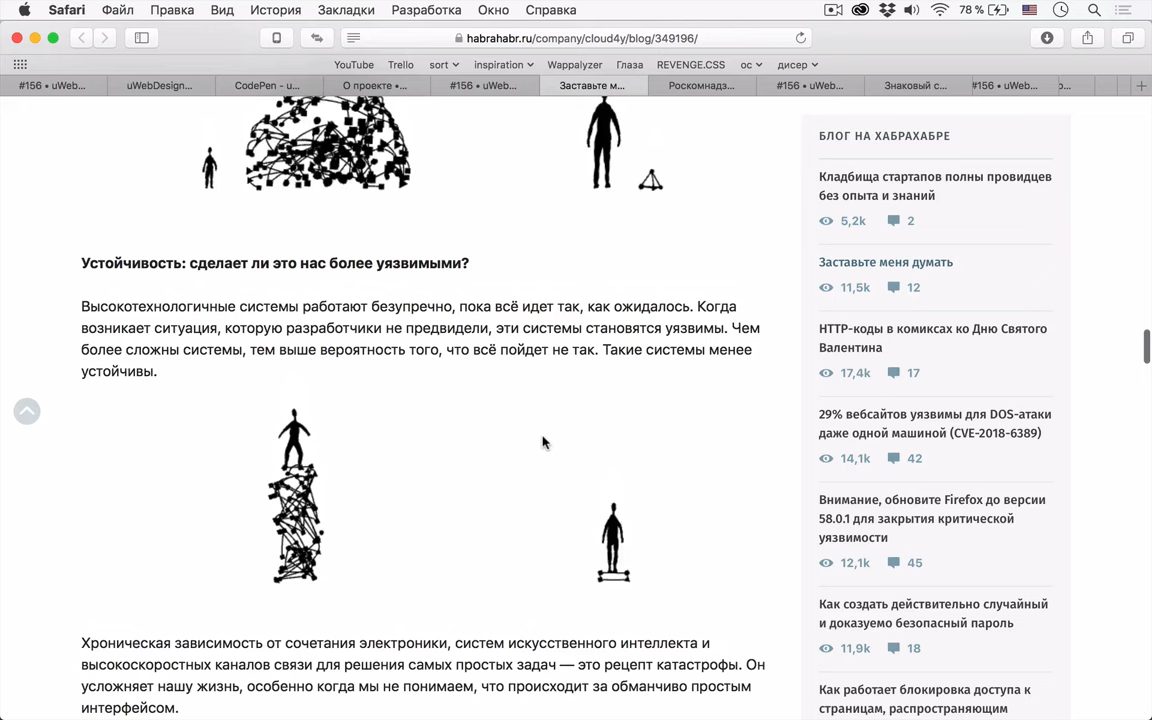 Safari Файл Правка Вид История Закладки Разработка Окно Справка 78 %
habrahabr.ru/company/cloud4y/blog/349196/
YouTube Trello sort inspiration Wappalyzer Глаза REVENGE.CSS ос дисер
#156 • uWeb... uWebDesign... CodePen - u... О проекте •... #156 • uWeb... Заставьте м... Роскомнадз... #156 • uWeb... Знаковый с... #156 • uWeb...
Устойчивость: сделает ли это нас более уязвимыми?
Высокотехнологичные системы работают безупречно, пока всё идет так, как ожидалось. Когда
возникает ситуация, которую разработчики не предвидели, эти системы становятся уязвимы. Чем
более сложны системы, тем выше вероятность того, что всё пойдет не так. Такие системы менее
устойчивы.
Хроническая зависимость от сочетания электроники, систем искусственного интеллекта и
высокоскоростных каналов связи для решения самых простых задач — это рецепт катастрофы. Он
усложняет нашу жизнь, особенно когда мы не понимаем, что происходит за обманчиво простым
интерфейсом.
БЛОГ НА ХАБРАХАБРЕ
Кладбища стартапов полны провидцев
без опыта и знаний
5,2k 2
Заставьте меня думать
11,5k 12
HTTP-коды в комиксах ко Дню Святого
Валентина
17,4k 17
29% вебсайтов уязвимы для DOS-атаки
даже одной машиной (CVE-2018-6389)
14,1k 42
Внимание, обновите Firefox до версии
58.0.1 для закрытия критической
уязвимости
12,1k 45
Как создать действительно случайный
и доказуемо безопасный пароль
11,9k 18
Как работает блокировка доступа к
страницам, распространяющим